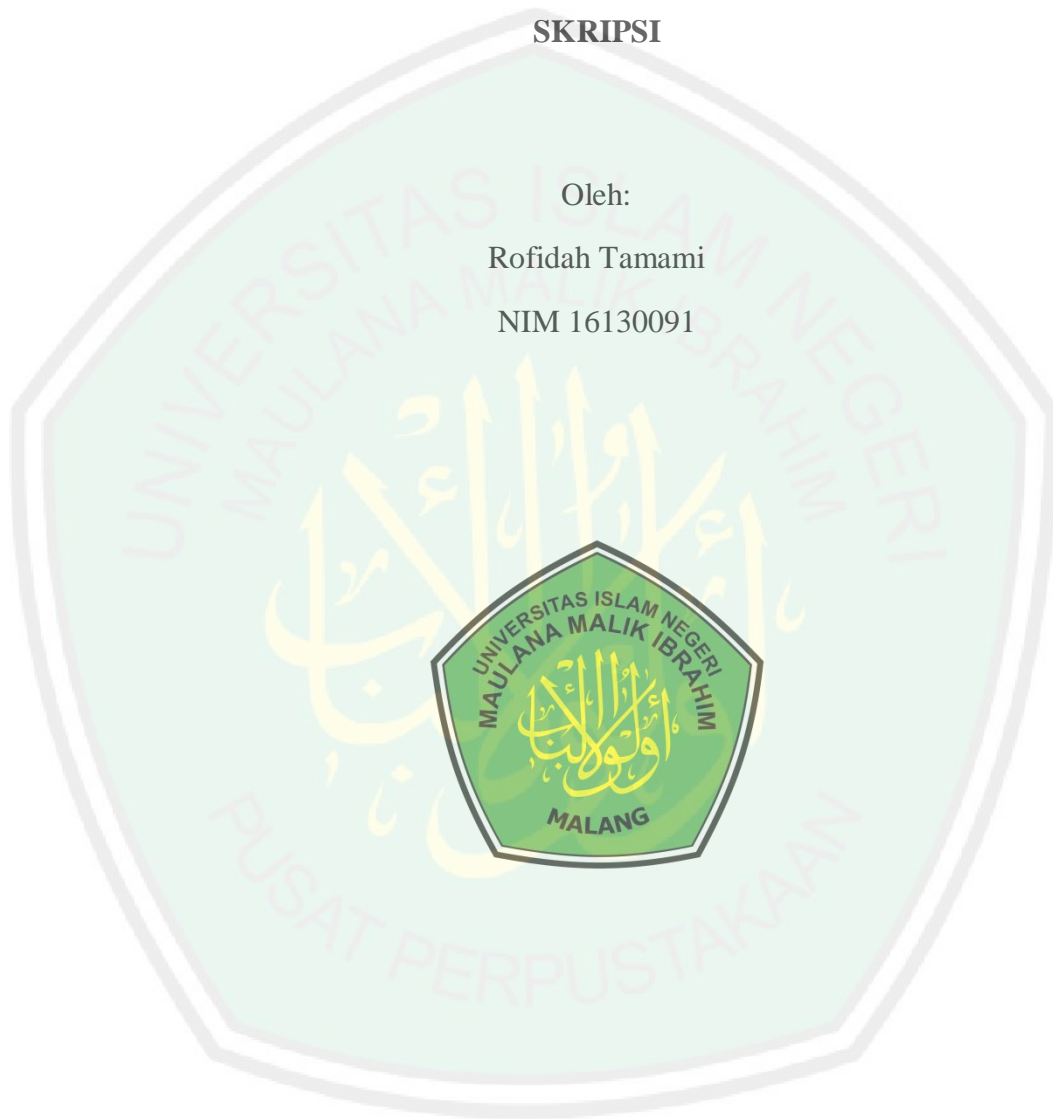 SKRIPSI
Oleh:
Rofidah Tamami
NIM 16130091
UNIVERSITAS ISLAM NEGERI
MAULANA MALIK IBRAHIM
PUSAT PERPUSTAKAAN
UNIVERSITAS ISLAM NEGERI
MAULANA MALIK IBRAHIM
أولو الألباب
MALANG